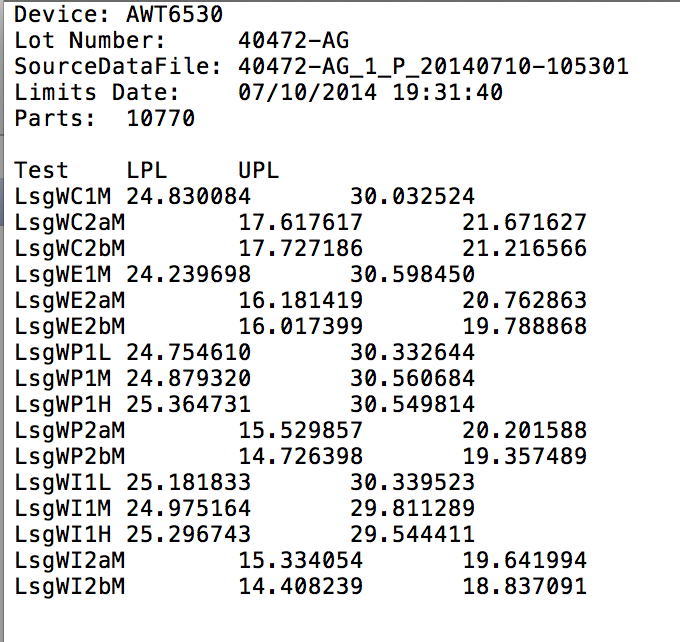 Device: AWT6530
Lot Number: 40472-AG
SourceDataFile: 40472-AG_1_P_20140710-105301
Limits Date: 07/10/2014 19:31:40
Parts: 10770
Test LPL UPL
LsgWC1M 24.830084 30.032524
LsgWC2aM 17.617617 21.671627
LsgWC2bM 17.727186 21.216566
LsgWE1M 24.239698 30.598450
LsgWE2aM 16.181419 20.762863
LsgWE2bM 16.017399 19.788868
LsgWP1L 24.754610 30.332644
LsgWP1M 24.879320 30.560684
LsgWP1H 25.364731 30.549814
LsgWP2aM 15.529857 20.201588
LsgWP2bM 14.726398 19.357489
LsgWI1L 25.181833 30.339523
LsgWI1M 24.975164 29.811289
LsgWI1H 25.296743 29.544411
LsgWI2aM 15.334054 19.641994
LsgWI2bM 14.408239 18.837091